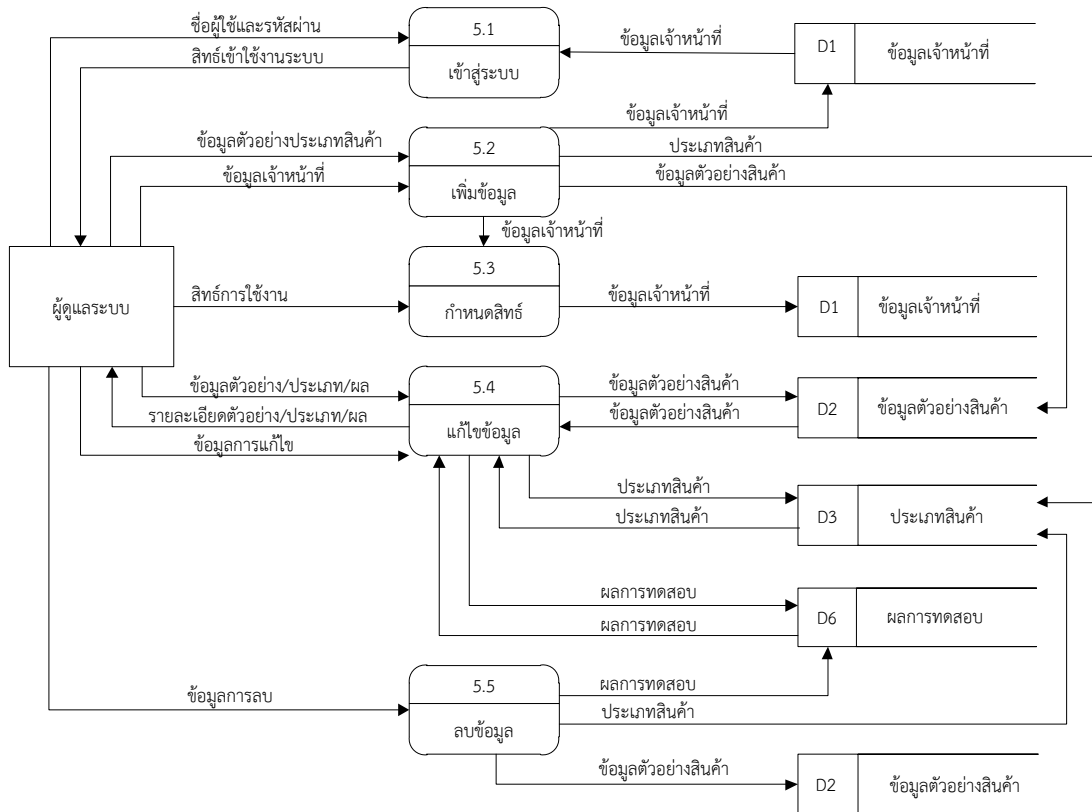 ชื่อผู้ใช้และรหัสผ่าน
5.1
D1
ข้อมูลเจ้าหน้าที่
ข้อมูลเจ้าหน้าที่
สิทธ์เข้าใช้งานระบบ
เข้าสู่ระบบ
ข้อมูลเจ้าหน้าที่
ข้อมูลตัวอย่างประเภทสินค้า
5.2
ประเภทสินค้า
ข้อมูลเจ้าหน้าที่
เพิ่มข้อมูล
ข้อมูลตัวอย่างสินค้า
ข้อมูลเจ้าหน้าที่
5.3
ผู้ดูแลระบบ
สิทธ์การใช้งาน
กำหนดสิทธ์
ข้อมูลเจ้าหน้าที่
D1
ข้อมูลเจ้าหน้าที่
ข้อมูลตัวอย่าง/ประเภท/ผล
5.4
ข้อมูลตัวอย่างสินค้า
รายละเอียดตัวอย่าง/ประเภท/ผล
ข้อมูลตัวอย่างสินค้า
D2
ข้อมูลตัวอย่างสินค้า
ข้อมูลการแก้ไข
แก้ไขข้อมูล
ประเภทสินค้า
ประเภทสินค้า
D3
ประเภทสินค้า
ผลการทดสอบ
ผลการทดสอบ
D6
ผลการทดสอบ
ข้อมูลการลบ
5.5
ลบข้อมูล
ผลการทดสอบ
ประเภทสินค้า
ข้อมูลตัวอย่างสินค้า
D2
ข้อมูลตัวอย่างสินค้า